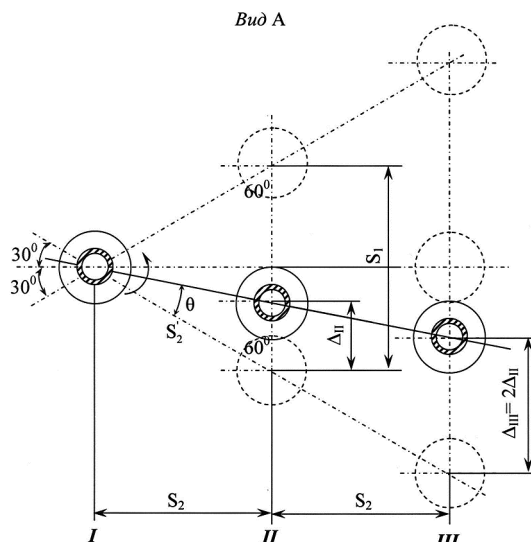 Вид А
60⁰
30⁰
30⁰
S₁
θ
S₂
Δ_II
60⁰
Δ_III = 2Δ_II
S₂
S₂
I
II
III